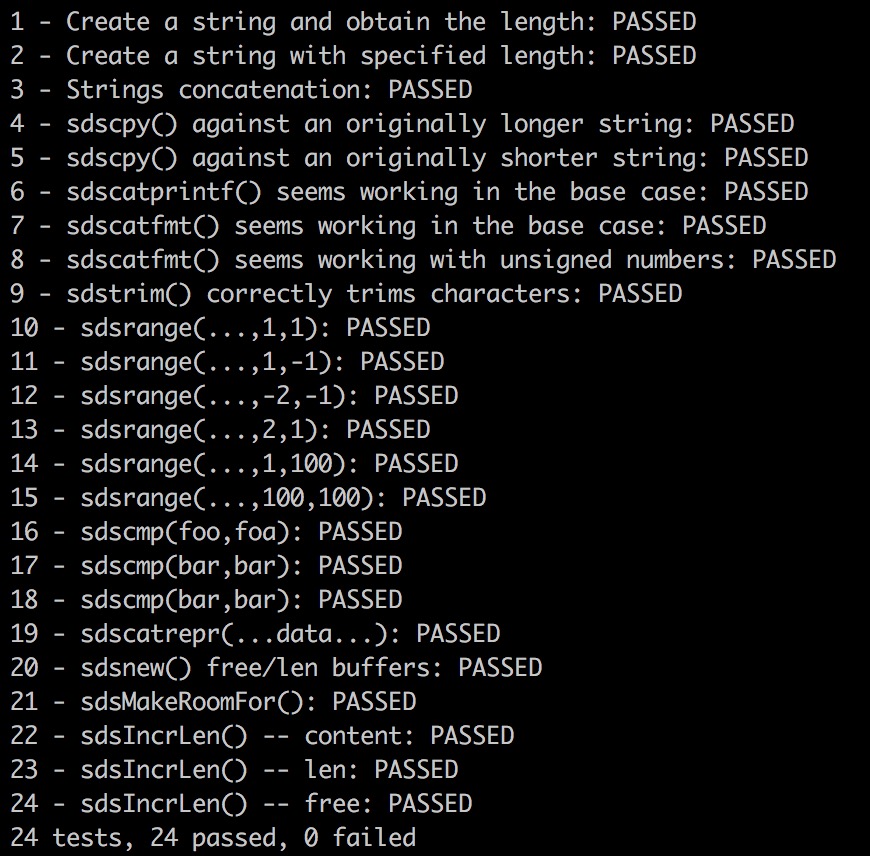 1 - Create a string and obtain the length: PASSED
2 - Create a string with specified length: PASSED
3 - Strings concatenation: PASSED
4 - sdscpy() against an originally longer string: PASSED
5 - sdscpy() against an originally shorter string: PASSED
6 - sdscatprintf() seems working in the base case: PASSED
7 - sdscatfmt() seems working in the base case: PASSED
8 - sdscatfmt() seems working with unsigned numbers: PASSED
9 - sdstrim() correctly trims characters: PASSED
10 - sdsrange(...,1,1): PASSED
11 - sdsrange(...,1,-1): PASSED
12 - sdsrange(...,-2,-1): PASSED
13 - sdsrange(...,2,1): PASSED
14 - sdsrange(...,1,100): PASSED
15 - sdsrange(...,100,100): PASSED
16 - sdscmp(foo,foa): PASSED
17 - sdscmp(bar,bar): PASSED
18 - sdscmp(bar,bar): PASSED
19 - sdscatrepr(...data...): PASSED
20 - sdsnew() free/len buffers: PASSED
21 - sdsMakeRoomFor(): PASSED
22 - sdsIncrLen() -- content: PASSED
23 - sdsIncrLen() -- len: PASSED
24 - sdsIncrLen() -- free: PASSED
24 tests, 24 passed, 0 failed